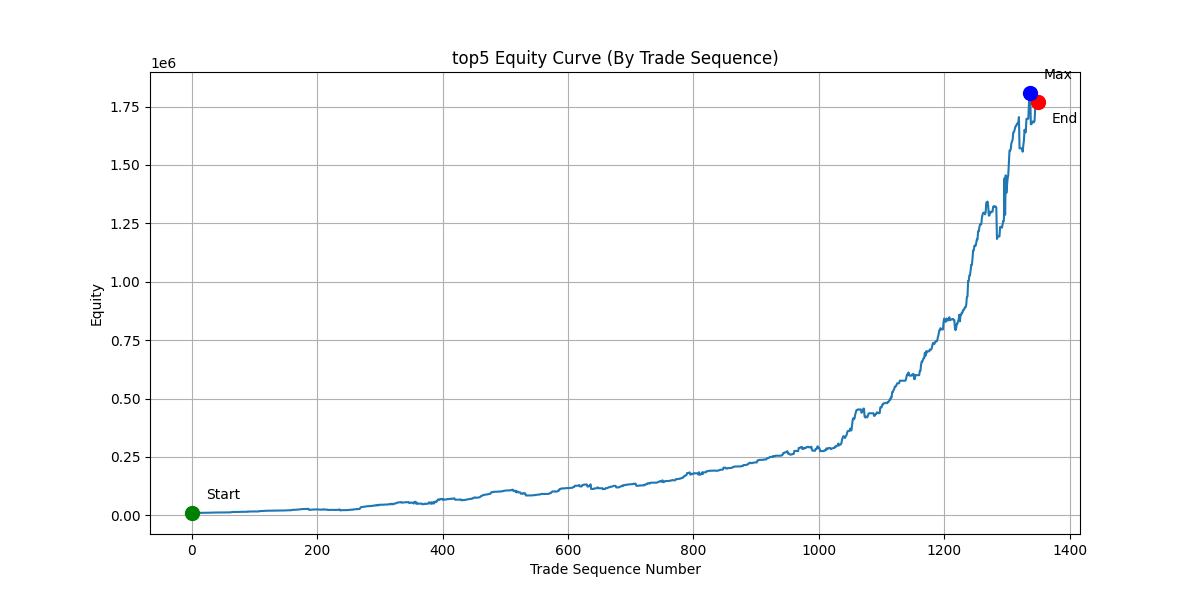 top5 Equity Curve (By Trade Sequence)
1e6
Max
1.75
End
1.50
1.25
1.00
Equity
0.75
0.50
0.25
Start
0.00
0 200 400 600 800 1000 1200 1400
Trade Sequence Number